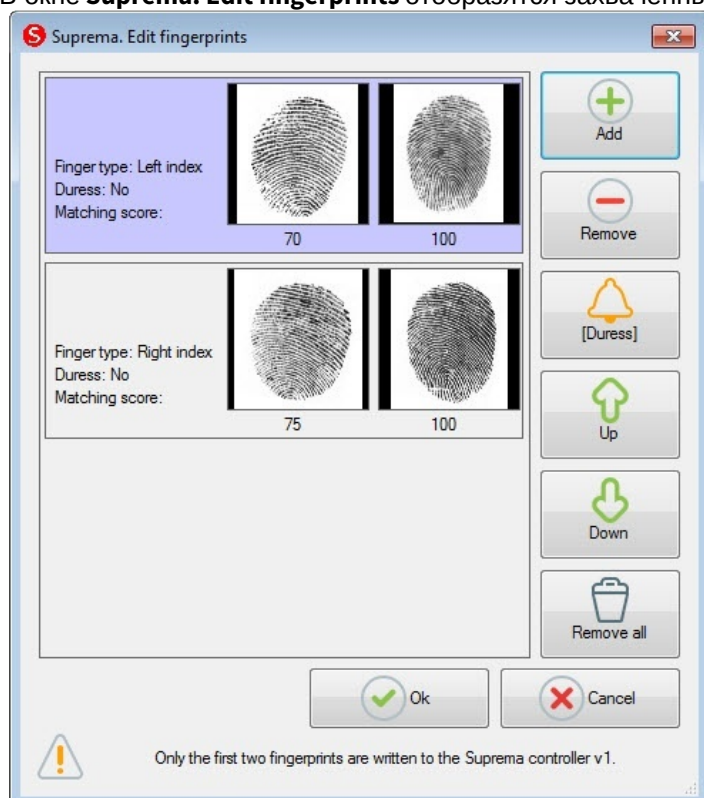 В окне Suprema. Edit fingerprints отобразятся
Suprema. Edit fingerprints
Finger type: Left index
Duress: No
Matching score:
70 100
Add
Remove
Finger type: Right index
Duress: No
Matching score:
75 100
[Duress]
Up
Down
Remove all
Ok Cancel
Only the first two fingerprints are written to the Suprema controller v1.